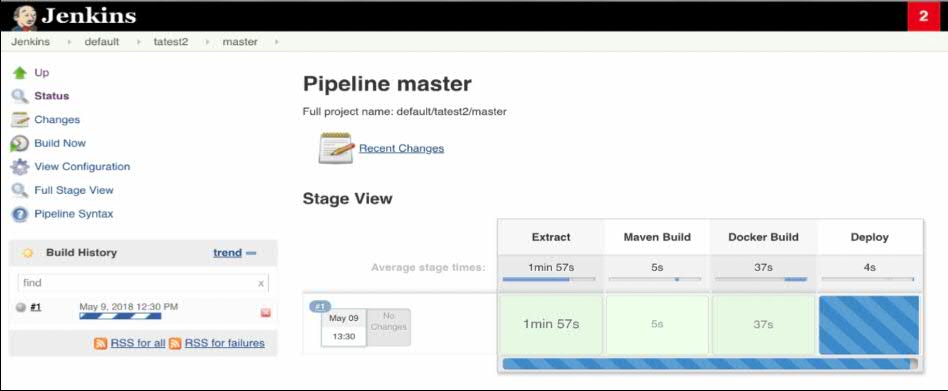 Jenkins
2
Jenkins default tatest2 master
Up
Status
Changes
Build Now
View Configuration
Full Stage View
Pipeline Syntax
Build History trend
find x
#1 May 9, 2018 12:30 PM
RSS for all RSS for failures
Pipeline master
Full project name: default/tatest2/master
Recent Changes
Stage View
Extract Maven Build Docker Build Deploy
Average stage times: 1min 57s 5s 37s 4s
#1
May 09
13:30
No
Changes
1min 57s 5s 37s